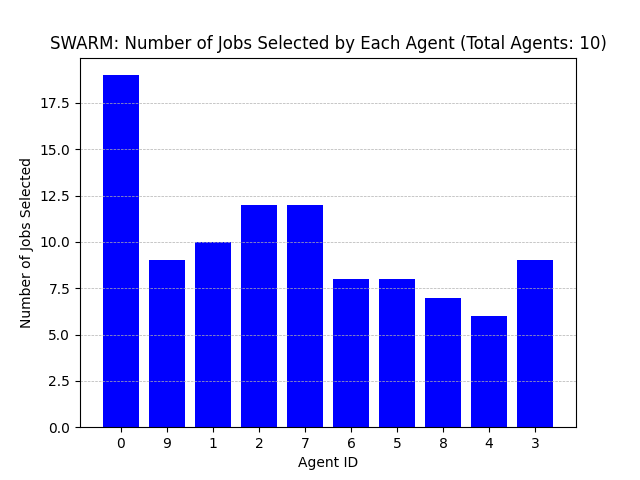 SWARM: Number of Jobs Selected by Each Agent (Total Agents: 10)
17.5
15.0
12.5
10.0
7.5
5.0
2.5
0.0
Number of Jobs Selected
0 9 1 2 7 6 5 8 4 3
Agent ID